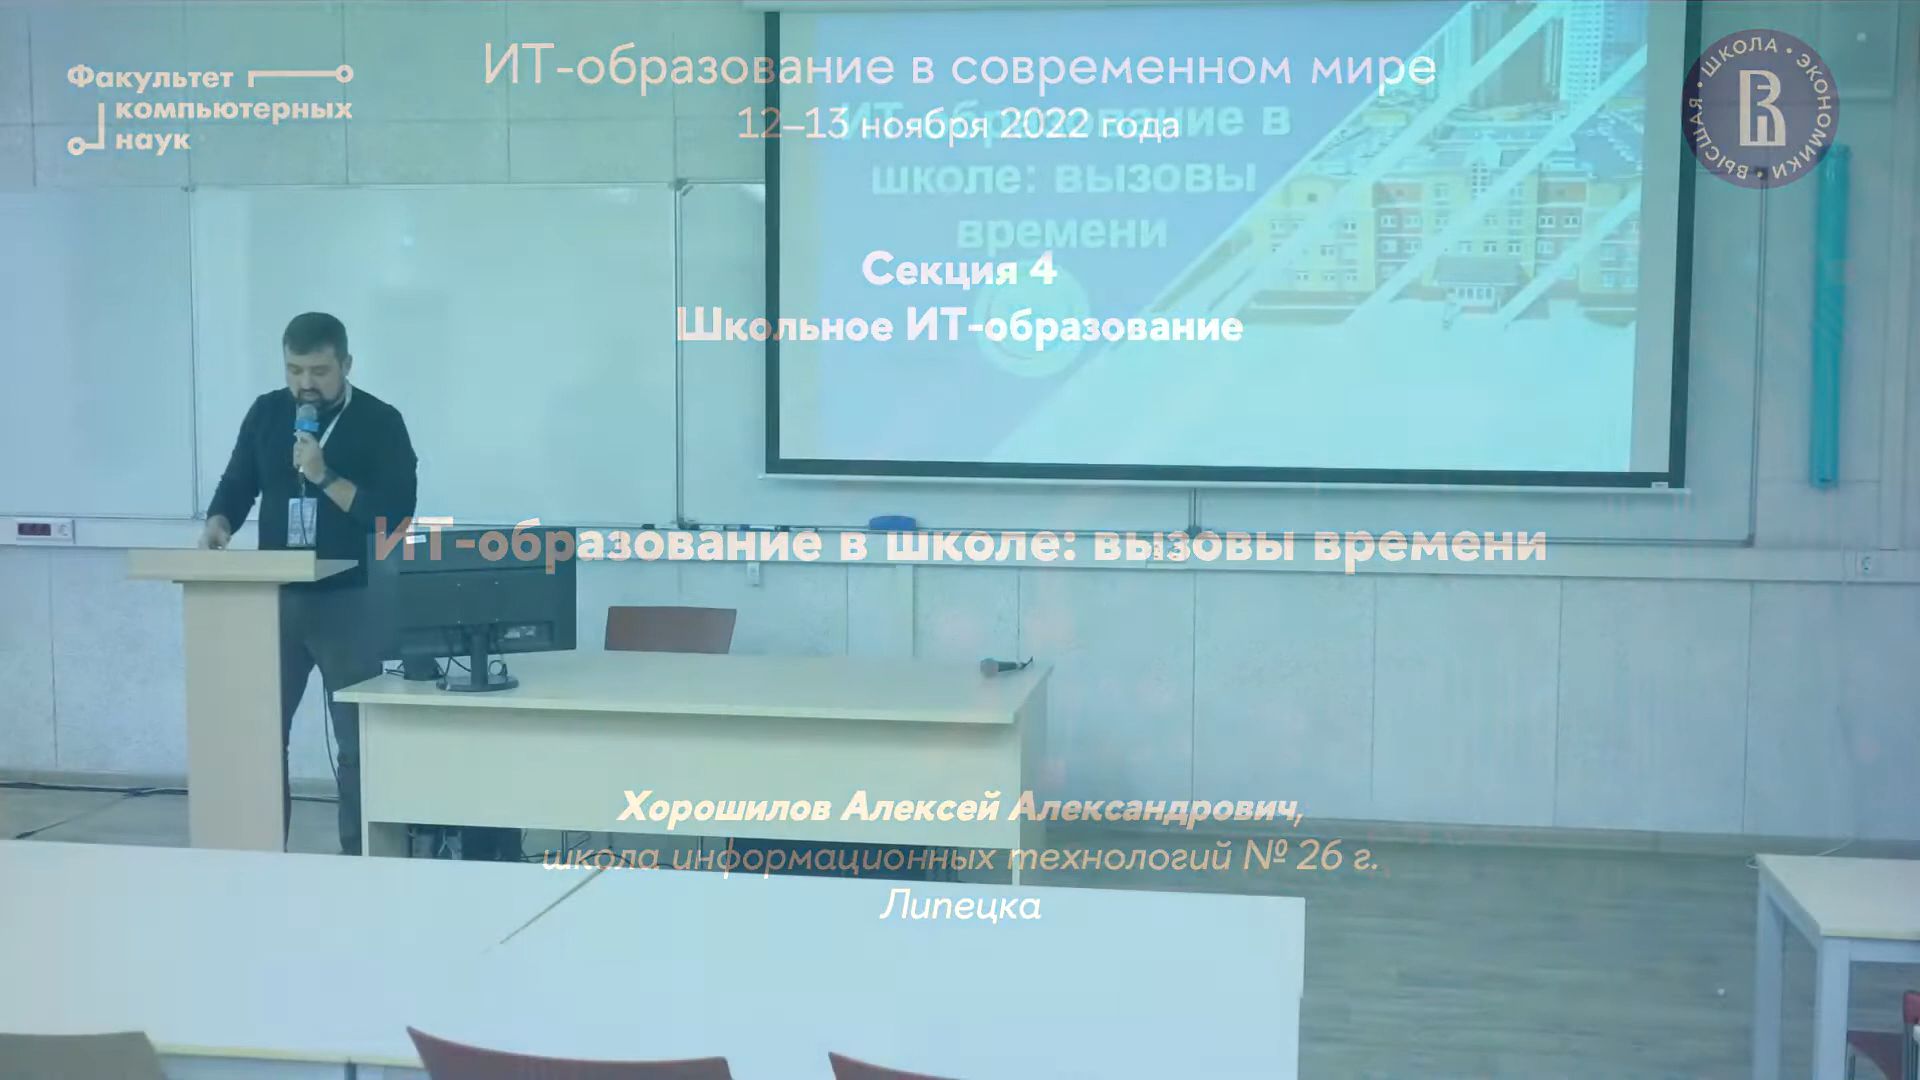 Факультет
компьютерных
наук
ИТ-образование в современном мире
12–13 ноября 2022 года
ВЫСШАЯ • ШКОЛА • ЭКОНОМИКИ •
ИТ-образование в
школе: вызовы
времени
Секция 4
Школьное ИТ-образование
ИТ-образование в школе: вызовы времени
Хорошилов Алексей Александрович,
школа информационных технологий № 26 г.
Липецка